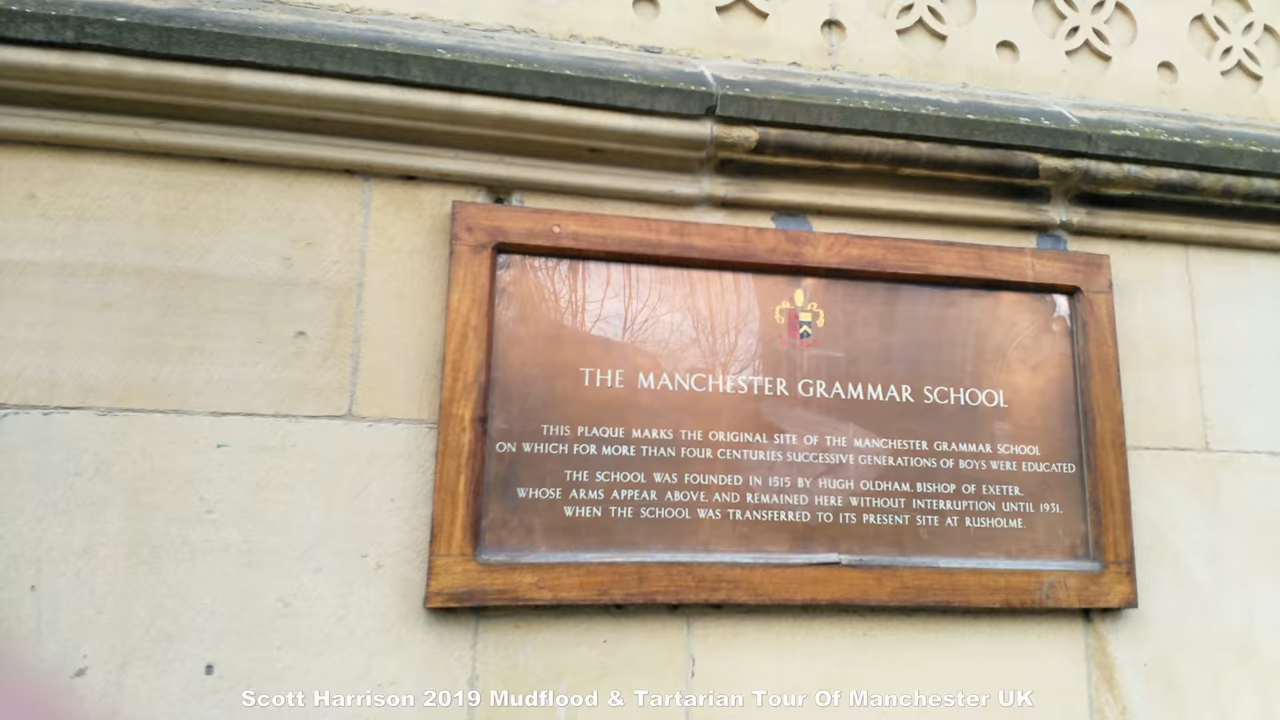 THE MANCHESTER GRAMMAR SCHOOL
THIS PLAQUE MARKS THE ORIGINAL SITE OF THE MANCHESTER GRAMMAR SCHOOL
ON WHICH FOR MORE THAN FOUR CENTURIES SUCCESSIVE GENERATIONS OF BOYS WERE EDUCATED
THE SCHOOL WAS FOUNDED IN 1515 BY HUGH OLDHAM, BISHOP OF EXETER,
WHOSE ARMS APPEAR ABOVE, AND REMAINED HERE WITHOUT INTERRUPTION UNTIL 1931,
WHEN THE SCHOOL WAS TRANSFERRED TO ITS PRESENT SITE AT RUSHOLME.
Scott Harrison 2019 Mudflood & Tartarian Tour Of Manchester UK